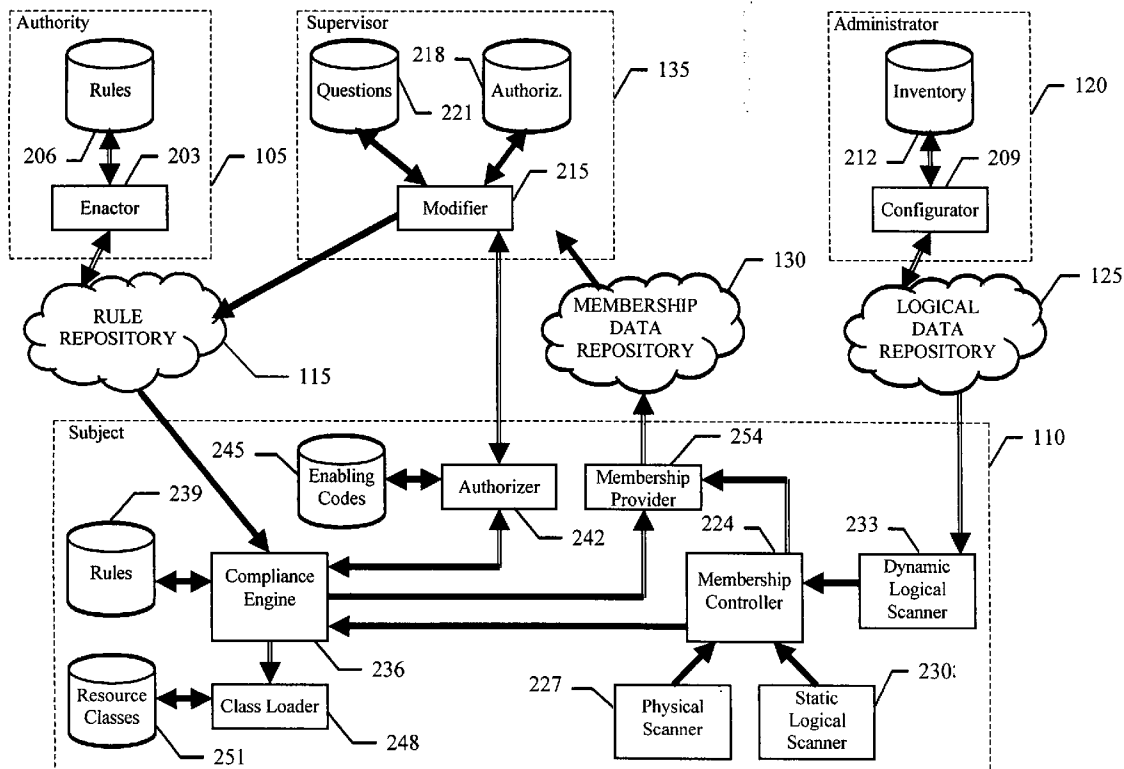 Authority
Supervisor
Administrator
Rules
Questions
218
Authoriz.
221
135
Inventory
120
206
203
105
Enactor
215
Modifier
212
209
Configurator
RULE
REPOSITORY
115
130
MEMBERSHIP
DATA
REPOSITORY
125
LOGICAL
DATA
REPOSITORY
Subject
110
245
Enabling
Codes
Authorizer
242
254
Membership
Provider
239
Rules
Compliance
Engine
236
224
Membership
Controller
233
Dynamic
Logical
Scanner
Resource
Classes
251
Class Loader
248
227
Physical
Scanner
230
Static
Logical
Scanner